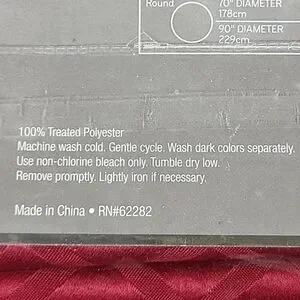 Round
70" DIAMETER
178cm
90" DIAMETER
229cm
100% Treated Polyester
Machine wash cold. Gentle cycle. Wash dark colors separately.
Use non-chlorine bleach only. Tumble dry low.
Remove promptly. Lightly iron if necessary.
Made in China • RN#62282